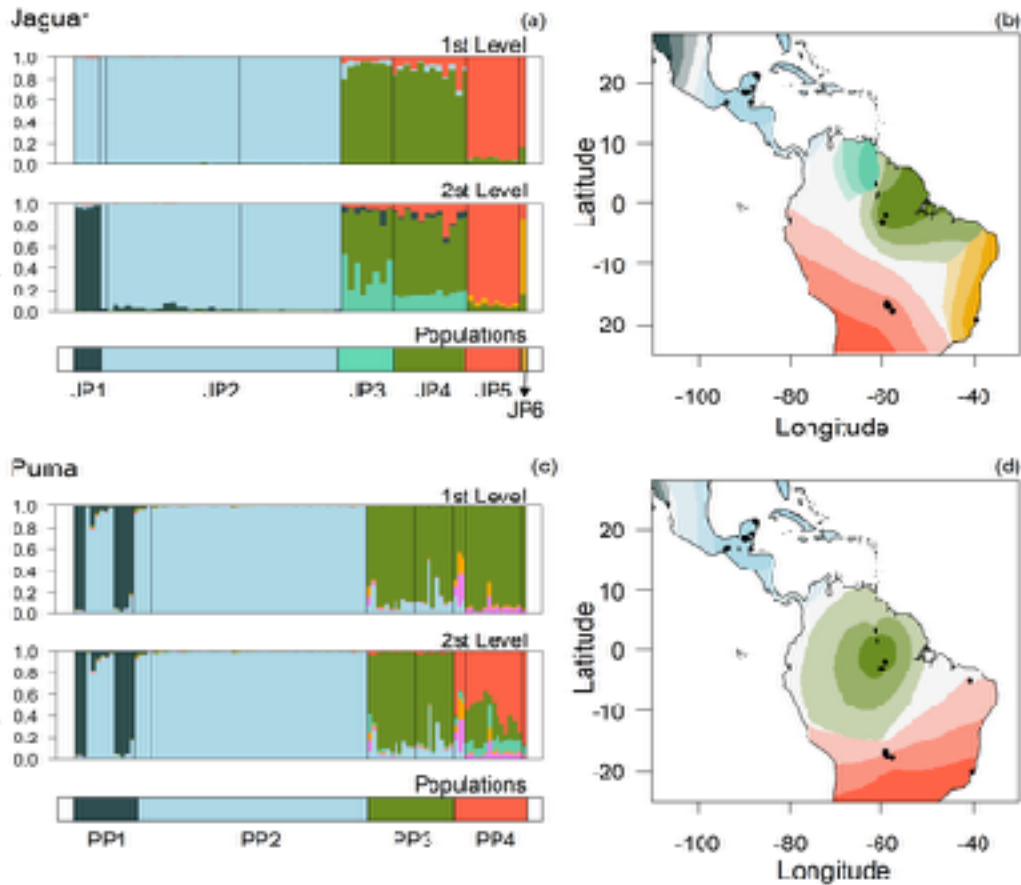 Jaguar
(a)
1st Level
1.0
0.8
0.6
0.4
0.2
0.0
2st Level
1.0
0.8
0.6
0.4
0.2
0.0
Populations
JP1 JP2 JP3 JP4 JP5
JP6
(b)
Latitude
20
10
0
-10
20
-100 -80 -60 -40
Longitude
Puma
(c)
1st Level
1.0
0.8
0.6
0.4
0.2
0.0
2st Level
1.0
0.8
0.6
0.4
0.2
0.0
Populations
PP1 PP2 PP3 PP4
(d)
Latitude
20
10
0
-10
-20
-100 -80 -60 -40
Longitude